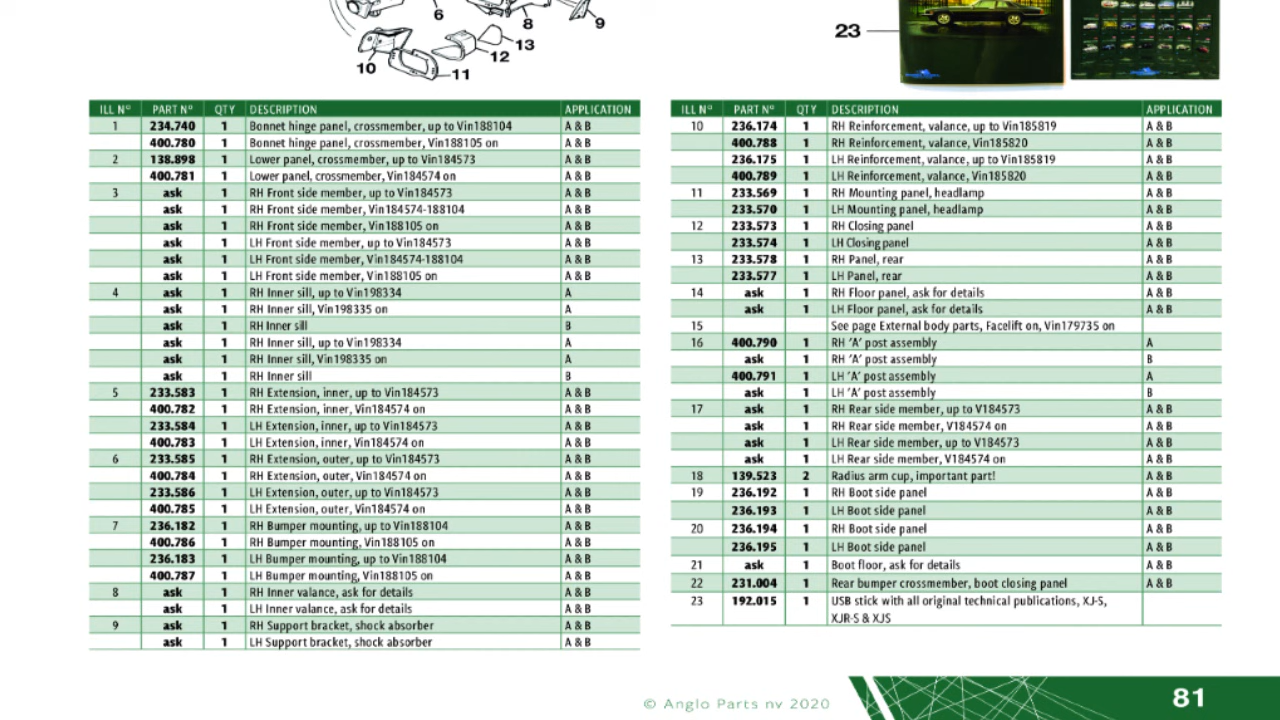 6
8
9
23
13
12
10
11
ILL Nº PART Nº QTY DESCRIPTION APPLICATION
1 234.740 1 Bonnet hinge panel, crossmember, up to Vin188104 A & B
400.780 1 Bonnet hinge panel, crossmember, Vin188105 on A & B
2 138.898 1 Lower panel, crossmember, up to Vin184573 A & B
400.781 1 Lower panel, crossmember, Vin184574 on A & B
3 ask 1 RH Front side member, up to Vin184573 A & B
ask 1 RH Front side member, Vin184574-188104 A & B
ask 1 RH Front side member, Vin188105 on A & B
ask 1 LH Front side member, up to Vin184573 A & B
ask 1 LH Front side member, Vin184574-188104 A & B
ask 1 LH Front side member, Vin188105 on A & B
4 ask 1 RH Inner sill, up to Vin198334 A
ask 1 RH Inner sill, Vin198335 on A
ask 1 RH Inner sill B
ask 1 RH Inner sill, up to Vin198334 A
ask 1 RH Inner sill, Vin198335 on A
ask 1 RH Inner sill B
5 233.583 1 RH Extension, inner, up to Vin184573 A & B
400.782 1 RH Extension, inner, Vin184574 on A & B
233.584 1 LH Extension, inner, up to Vin184573 A & B
400.783 1 LH Extension, inner, Vin184574 on A & B
6 233.585 1 RH Extension, outer, up to Vin184573 A & B
400.784 1 RH Extension, outer, Vin184574 on A & B
233.586 1 LH Extension, outer, up to Vin184573 A & B
400.785 1 LH Extension, outer, Vin184574 on A & B
7 236.182 1 RH Bumper mounting, up to Vin188104 A & B
400.786 1 RH Bumper mounting, Vin188105 on A & B
236.183 1 LH Bumper mounting, up to Vin188104 A & B
400.787 1 LH Bumper mounting, Vin188105 on A & B
8 ask 1 RH Inner valance, ask for details A & B
ask 1 LH Inner valance, ask for details A & B
9 ask 1 RH Support bracket, shock absorber A & B
ask 1 LH Support bracket, shock absorber A & B
ILL Nº PART Nº QTY DESCRIPTION APPLICATION
10 236.174 1 RH Reinforcement, valance, up to Vin185819 A & B
400.788 1 RH Reinforcement, valance, Vin185820 A & B
236.175 1 LH Reinforcement, valance, up to Vin185819 A & B
400.789 1 LH Reinforcement, valance, Vin185820 A & B
11 233.569 1 RH Mounting panel, headlamp A & B
233.570 1 LH Mounting panel, headlamp A & B
12 233.573 1 RH Closing panel A & B
233.574 1 LH Closing panel A & B
13 233.578 1 RH Panel, rear A & B
233.577 1 LH Panel, rear A & B
14 ask 1 RH Floor panel, ask for details A & B
ask 1 LH Floor panel, ask for details A & B
15 See page External body parts, Facelift on, Vin179735 on
16 400.790 1 RH ‘A’ post assembly A
ask 1 RH ‘A’ post assembly B
400.791 1 LH ‘A’ post assembly A
ask 1 LH ‘A’ post assembly B
17 ask 1 RH Rear side member, up to V184573 A & B
ask 1 RH Rear side member, V184574 on A & B
ask 1 LH Rear side member, up to V184573 A & B
ask 1 LH Rear side member, V184574 on A & B
18 139.523 2 Radius arm cup, important part! A & B
19 236.192 1 RH Boot side panel A & B
236.193 1 LH Boot side panel A & B
20 236.194 1 RH Boot side panel A & B
236.195 1 LH Boot side panel A & B
21 ask 1 Boot floor, ask for details A & B
22 231.004 1 Rear bumper crossmember, boot closing panel A & B
23 192.015 1 USB stick with all original technical publications, XJ-S,
XJR-S & XJS
© Anglo Parts nv 2020
81